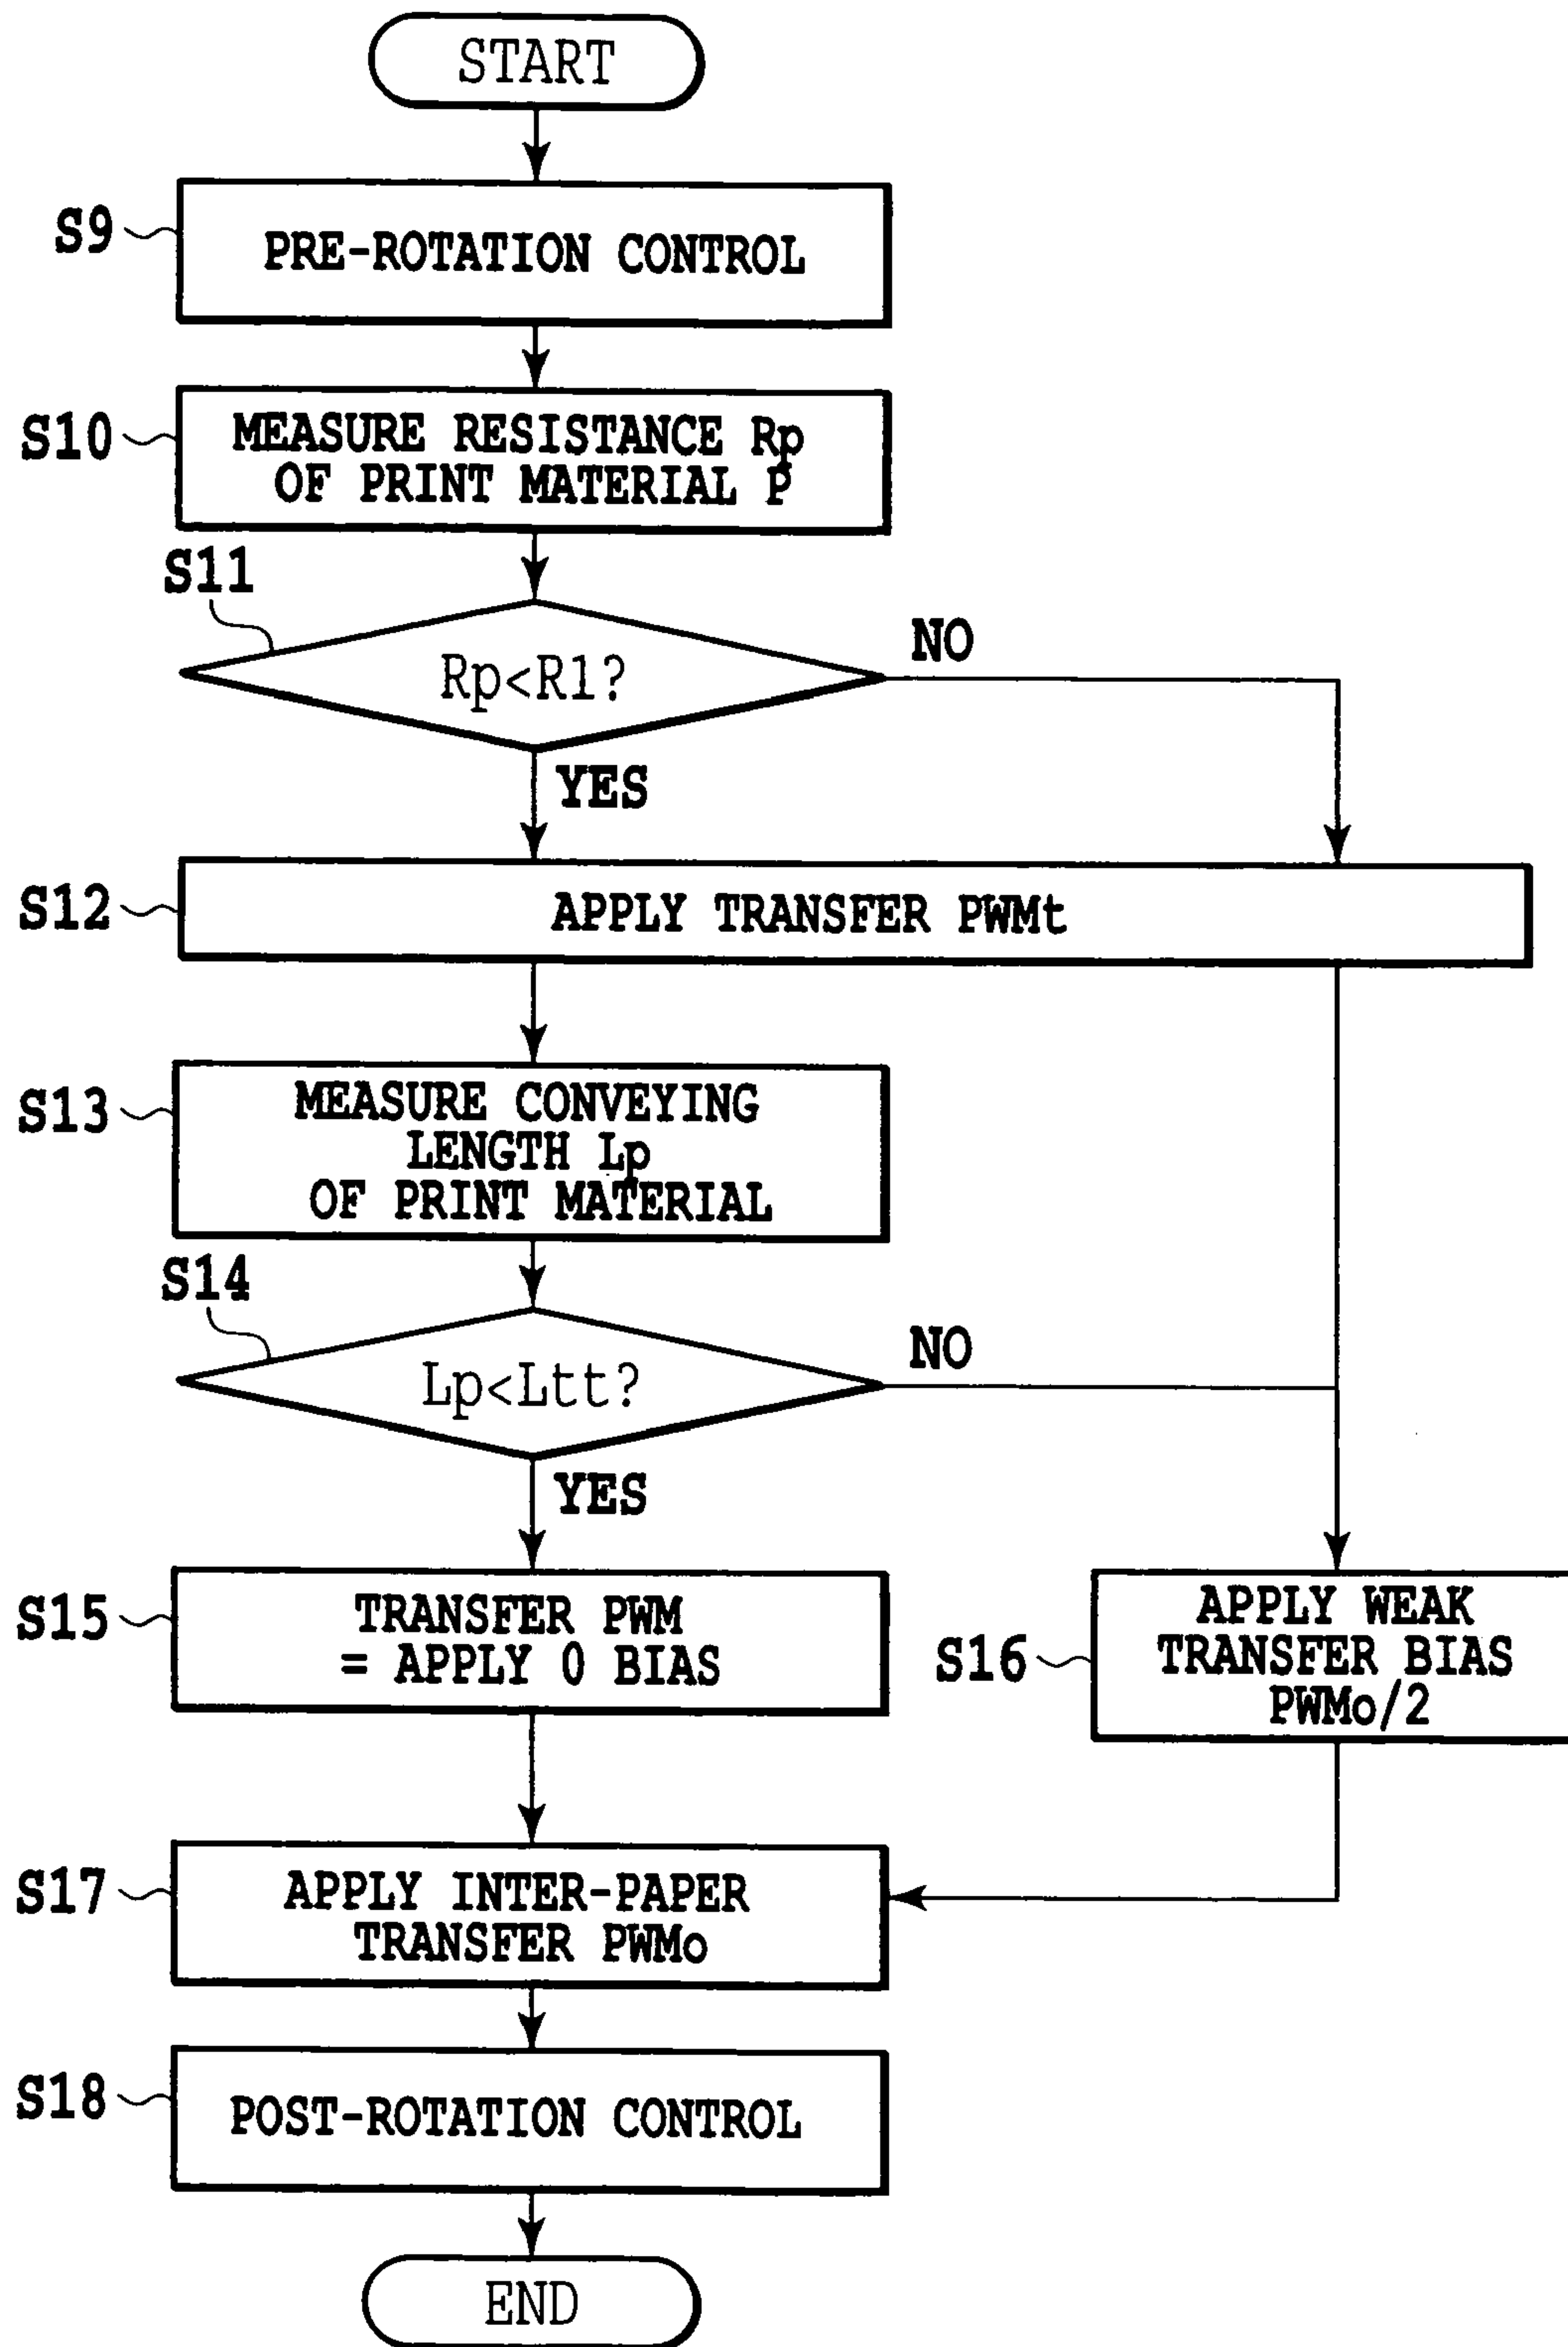 START
S9
PRE-ROTATION CONTROL
S10
MEASURE RESISTANCE Rp
OF PRINT MATERIAL P
S11
Rp<R1?
NO
YES
S12
APPLY TRANSFER PWMt
S13
MEASURE CONVEYING
LENGTH Lp
OF PRINT MATERIAL
S14
Lp<Ltt?
NO
YES
S15
TRANSFER PWM
= APPLY 0 BIAS
S16
APPLY WEAK
TRANSFER BIAS
PWMo/2
S17
APPLY INTER-PAPER
TRANSFER PWMo
S18
POST-ROTATION CONTROL
END